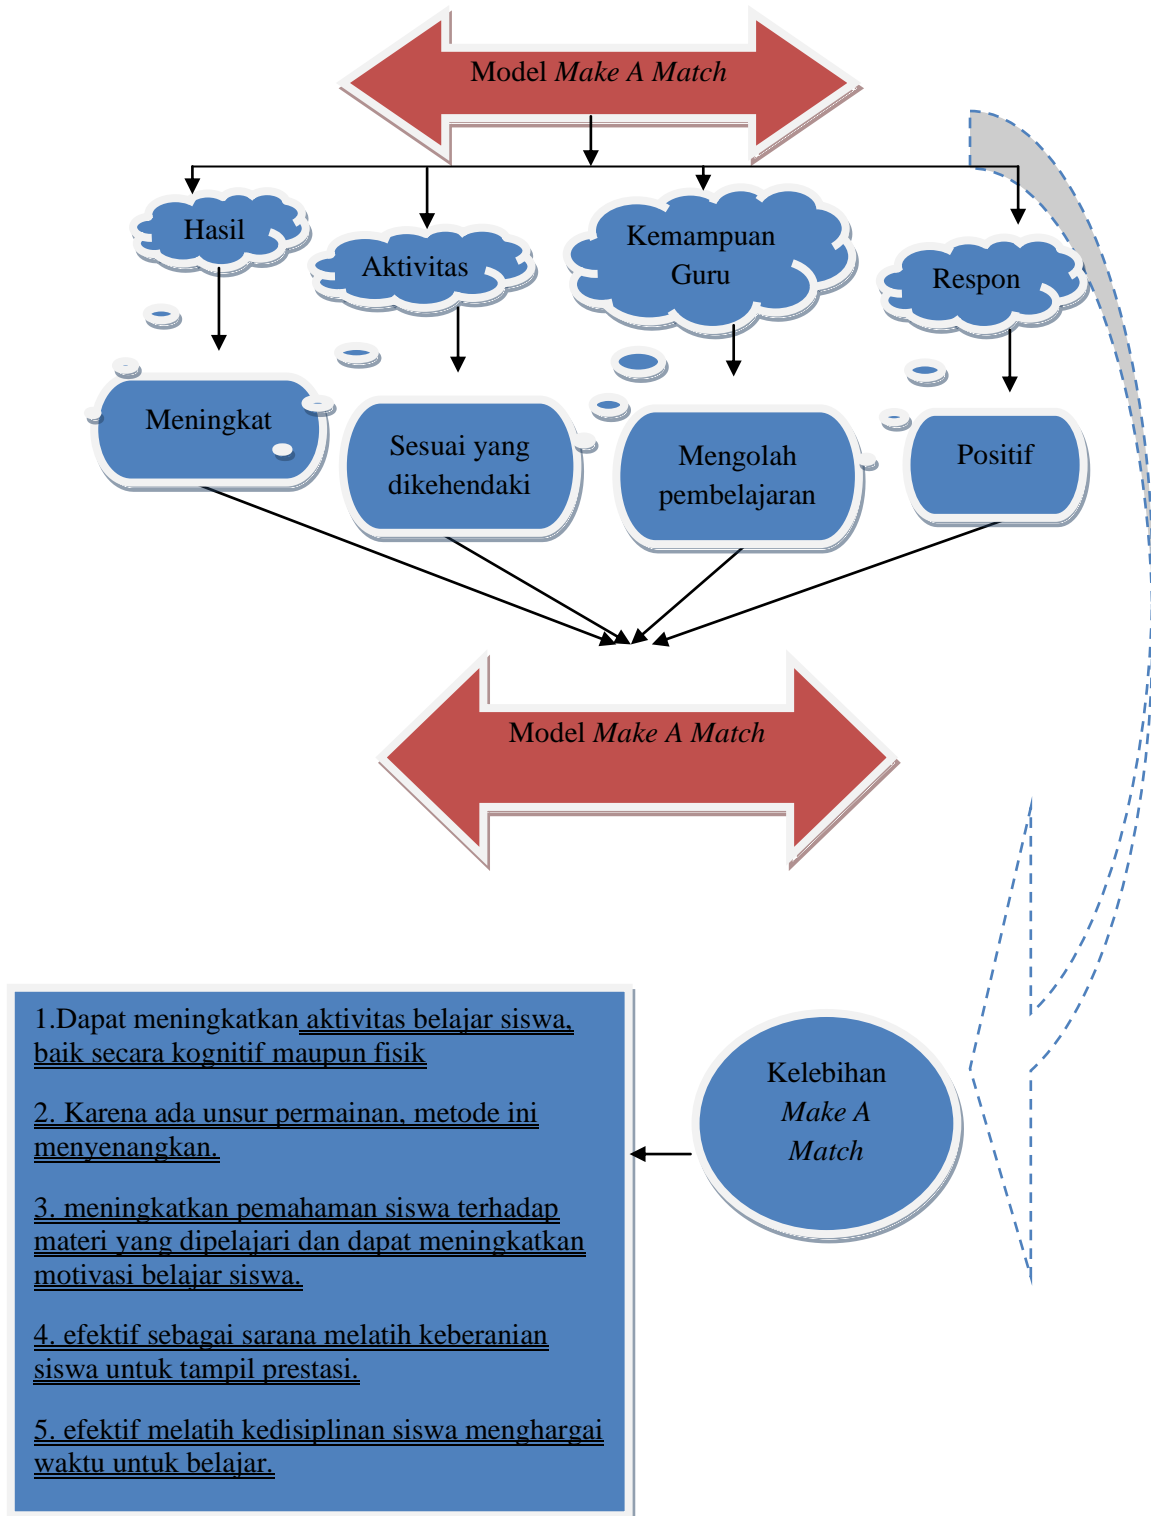 Model Make A Match
Hasil
Aktivitas
Kemampuan
Guru
Respon
Meningkat
Sesuai yang
dikehendaki
Mengolah
pembelajaran
Positif
Model Make A Match
1.Dapat meningkatkan aktivitas belajar siswa,
baik secara kognitif maupun fisik
2. Karena ada unsur permainan, metode ini
menyenangkan.
3. meningkatkan pemahaman siswa terhadap
materi yang dipelajari dan dapat meningkatkan
motivasi belajar siswa.
4. efektif sebagai sarana melatih keberanian
siswa untuk tampil prestasi.
5. efektif melatih kedisiplinan siswa menghargai
waktu untuk belajar.
Kelebihan
Make A
Match